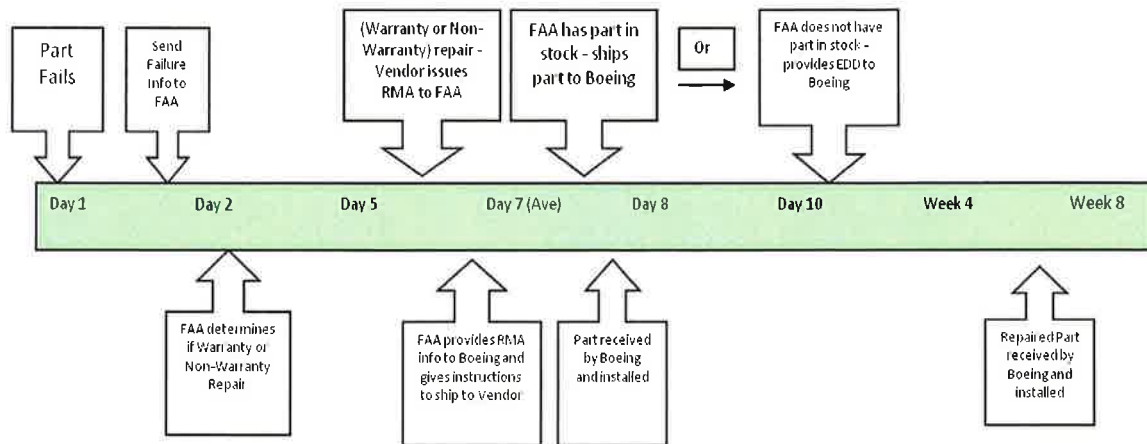 Part
Fails
Send
Failure
Info to
FAA
(Warranty or Non-
Warranty) repair -
Vendor issues
RMA to FAA
FAA has part in
stock – ships
part to Boeing
Or
FAA does not have
part in stock –
provides EDD to
Boeing
Day 1
Day 2
Day 5
Day 7 (Ave)
Day 8
Day 10
Week 4
Week 8
FAA determines
if Warranty or
Non-Warranty
Repair
FAA provides RMA
info to Boeing and
gives instructions
to ship to Vendor
Part received
by Boeing
and installed
Repaired Part
received by
Boeing and
installed